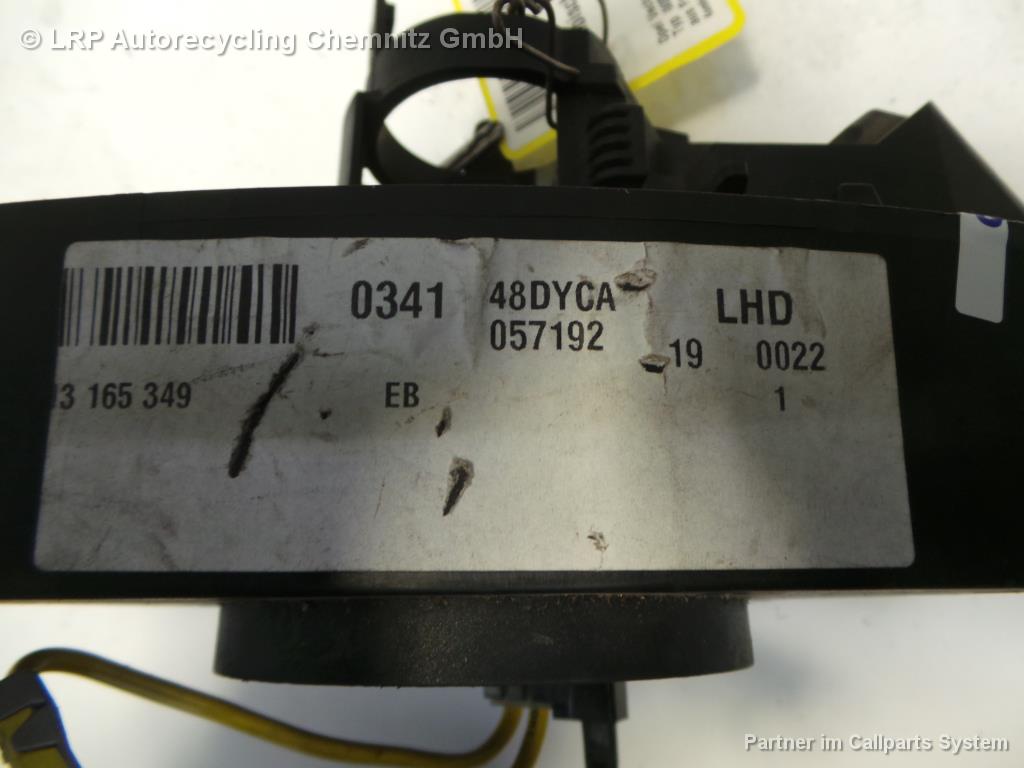 © LRP Autorecycling Chemnitz GmbH
0341
48DYCA
057192
LHD
19 0022
3 165 349
EB
1
Partner im Callparts System